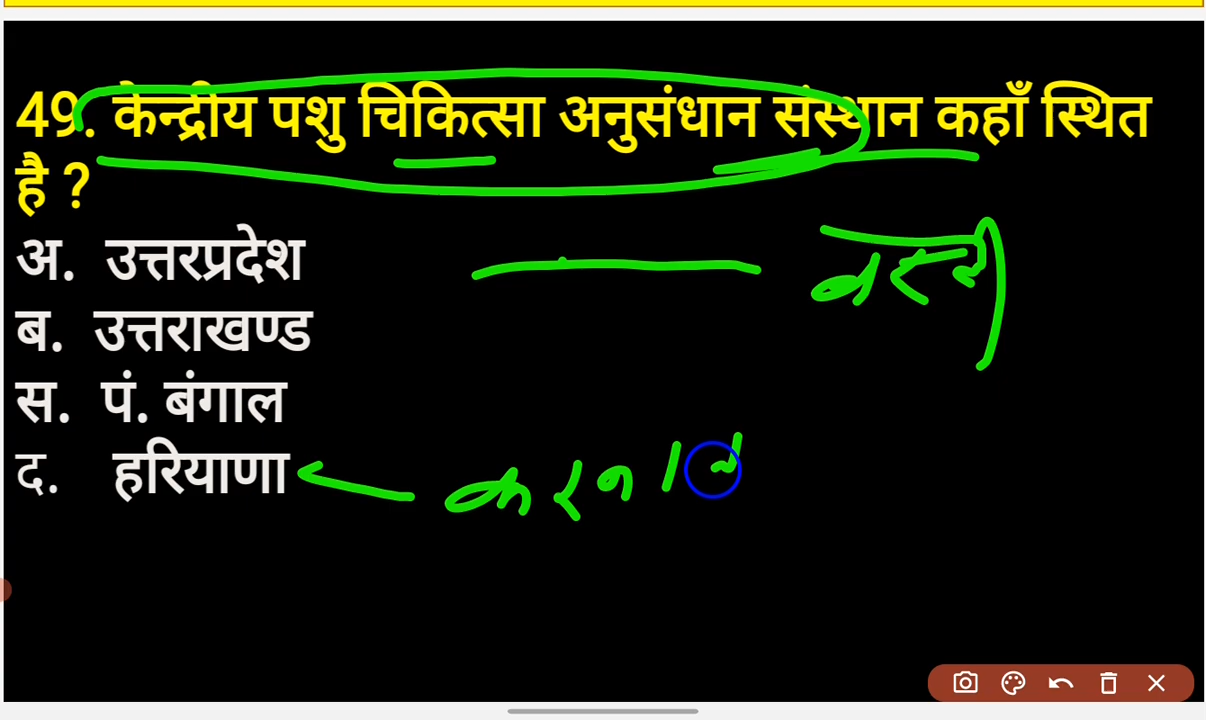 49. केन्द्रीय पशु चिकित्सा अनुसंधान संस्थान कहाँ स्थित
है ?
अ. उत्तरप्रदेश
ब. उत्तराखण्ड
स. पं. बंगाल
द. हरियाणा